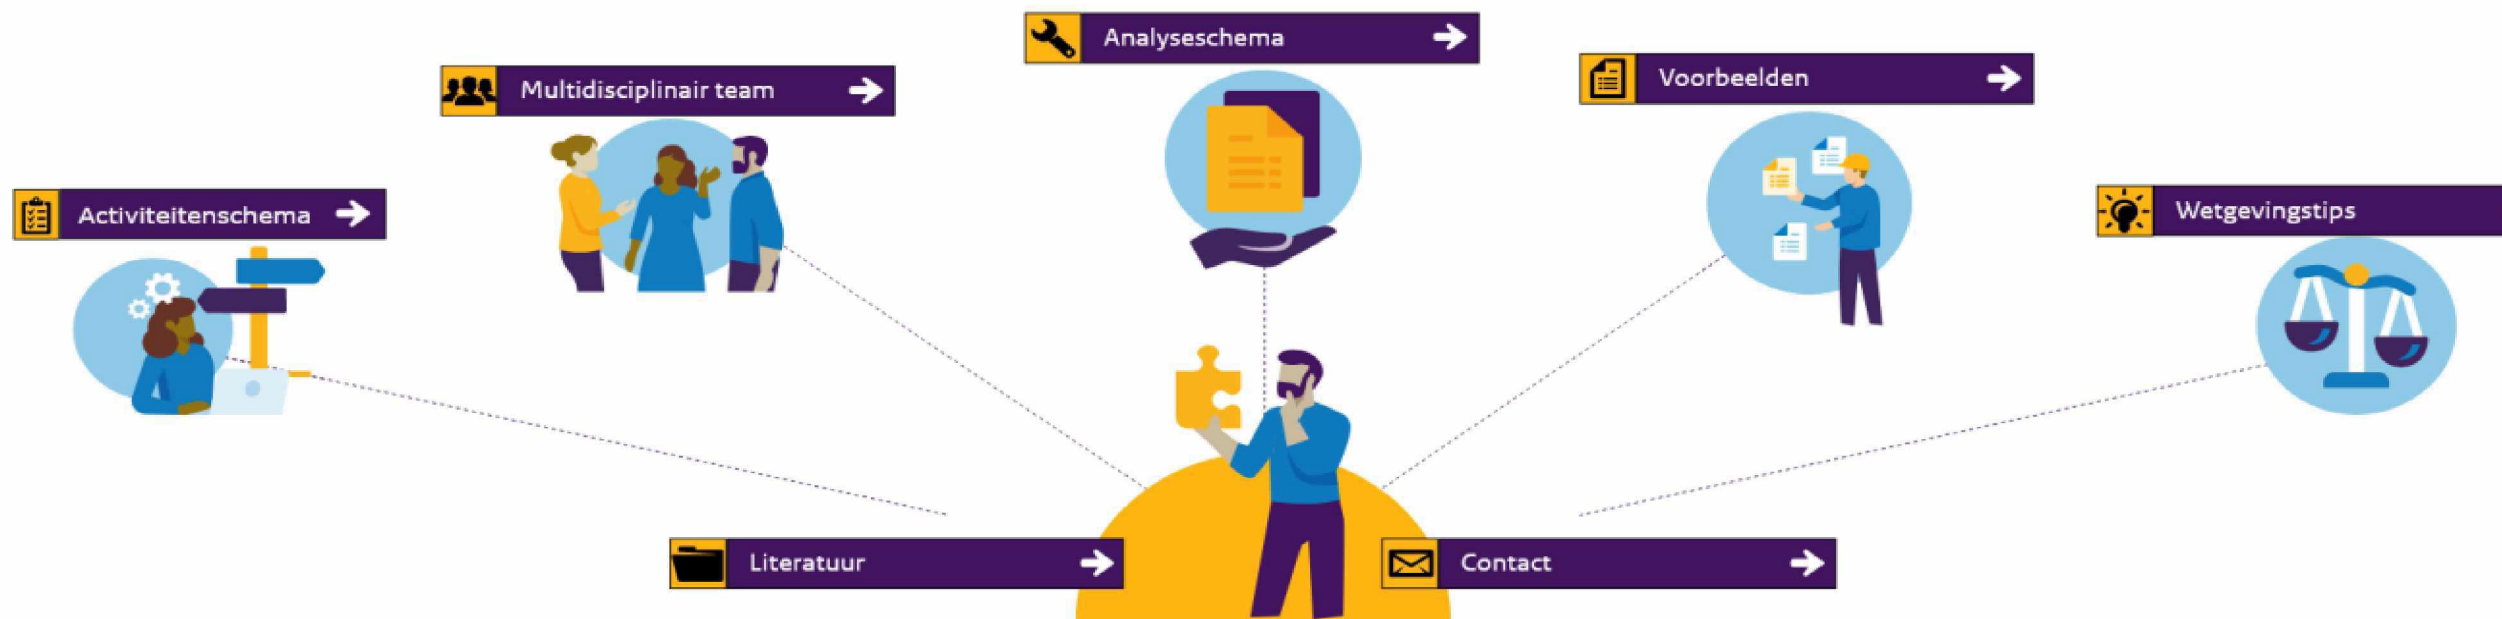 Analyseschema
Voorbeelden
Multidisciplinair team
Activiteitenschema
Wetgevingstips
Literatuur
Contact